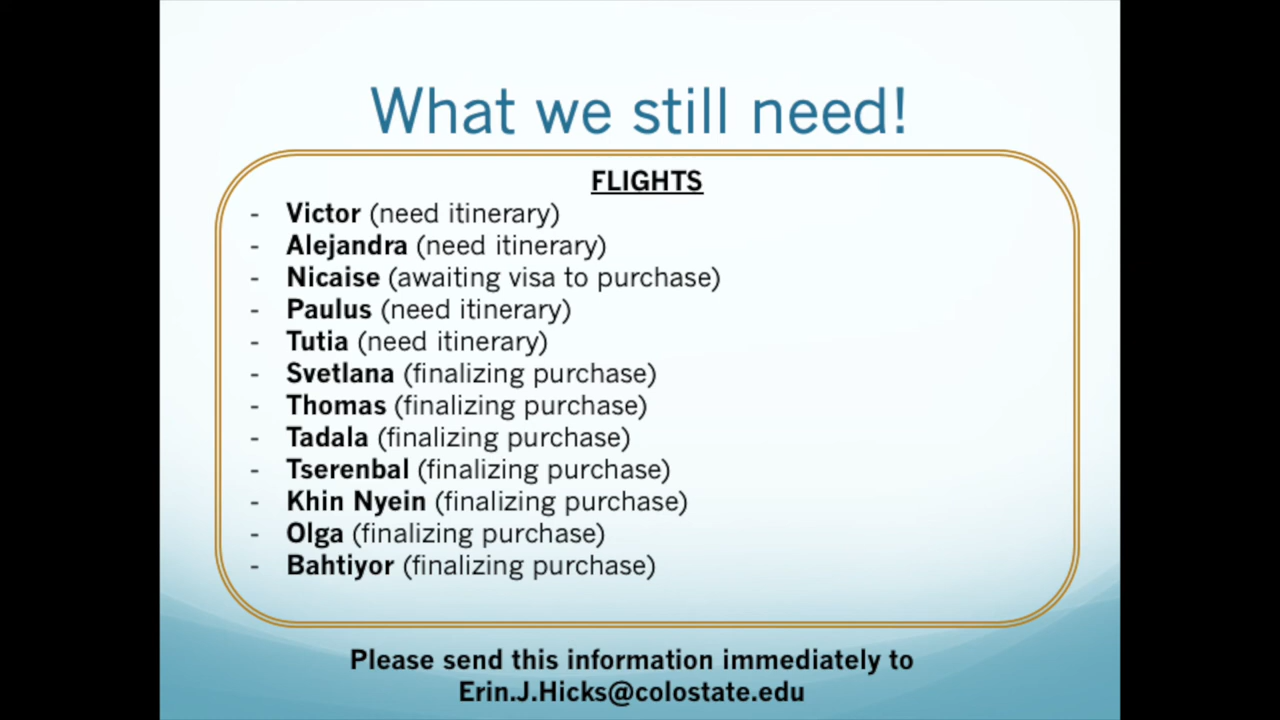 What we still need!
FLIGHTS
- Victor (need itinerary)
- Alejandra (need itinerary)
- Nicaise (awaiting visa to purchase)
- Paulus (need itinerary)
- Tutia (need itinerary)
- Svetlana (finalizing purchase)
- Thomas (finalizing purchase)
- Tadala (finalizing purchase)
- Tserenbal (finalizing purchase)
- Khin Nyein (finalizing purchase)
- Olga (finalizing purchase)
- Bahtiyor (finalizing purchase)
Please send this information immediately to
Erin.J.Hicks@colostate.edu